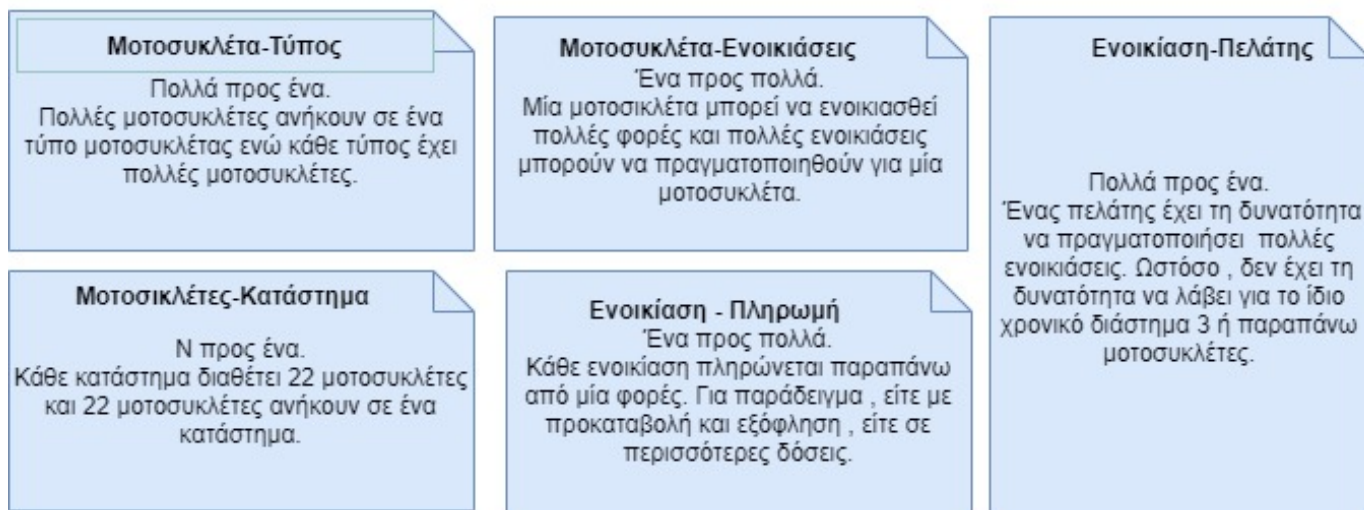 Μοτοσυκλέτα-Τύπος
Πολλά προς ένα.
Πολλές μοτοσυκλέτες ανήκουν σε ένα
τύπο μοτοσυκλέτας ενώ κάθε τύπος έχει
πολλές μοτοσυκλέτες.
Μοτοσυκλέτα-Ενοικιάσεις
Ένα προς πολλά.
Μία μοτοσικλέτα μπορεί να ενοικιασθεί
πολλές φορές και πολλές ενοικιάσεις
μπορούν να πραγματοποιηθούν για μία
μοτοσυκλέτα.
Ενοικίαση-Πελάτης
Πολλά προς ένα.
Ένας πελάτης έχει τη δυνατότητα
να πραγματοποιήσει πολλές
ενοικιάσεις. Ωστόσο , δεν έχει τη
δυνατότητα να λάβει για το ίδιο
χρονικό διάστημα 3 ή παραπάνω
μοτοσυκλέτες.
Μοτοσικλέτες-Κατάστημα
Ν προς ένα.
Κάθε κατάστημα διαθέτει 22 μοτοσυκλέτες
και 22 μοτοσυκλέτες ανήκουν σε ένα
κατάστημα.
Ενοικίαση - Πληρωμή
Ένα προς πολλά.
Κάθε ενοικίαση πληρώνεται παραπάνω
από μία φορές. Για παράδειγμα , είτε με
προκαταβολή και εξόφληση , είτε σε
περισσότερες δόσεις.